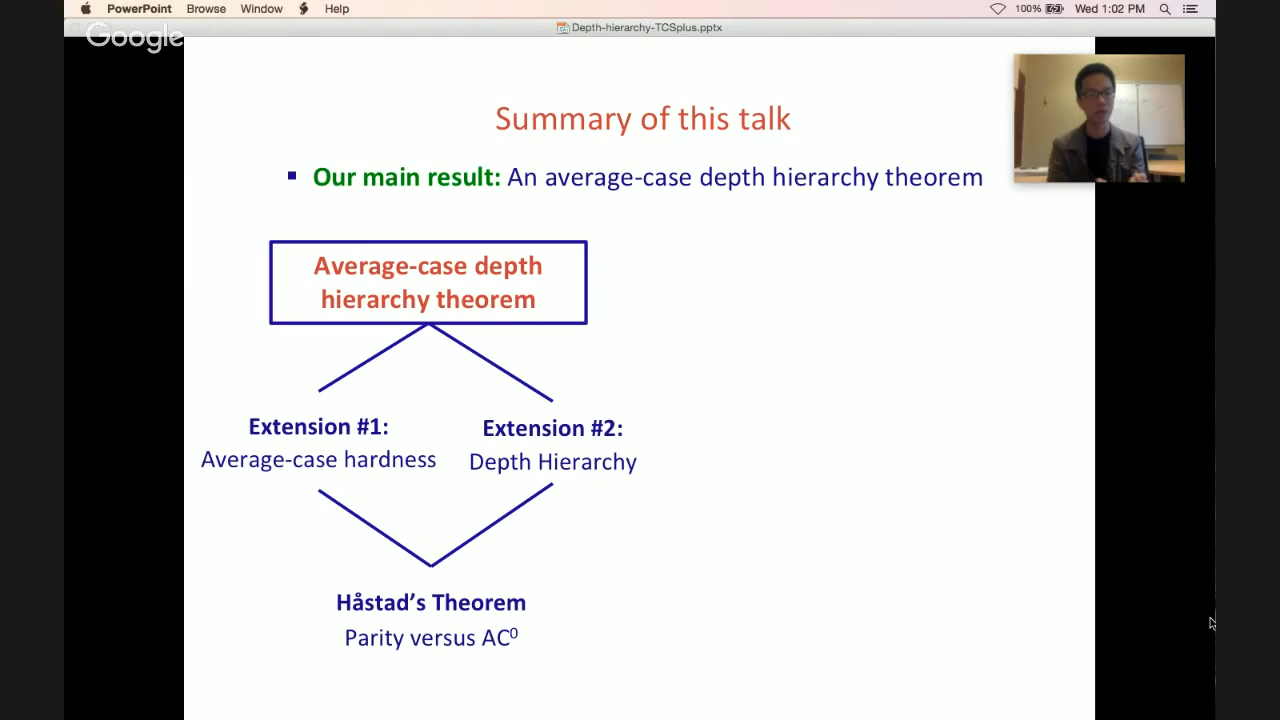 PowerPoint Browse Window Help 100% Wed 1:02 PM
Depth-hierarchy-TCSplus.pptx
Google
Summary of this talk
Our main result: An average-case depth hierarchy theorem
Average-case depth
hierarchy theorem
Extension #1:
Average-case hardness
Extension #2:
Depth Hierarchy
Håstad's Theorem
Parity versus AC⁰